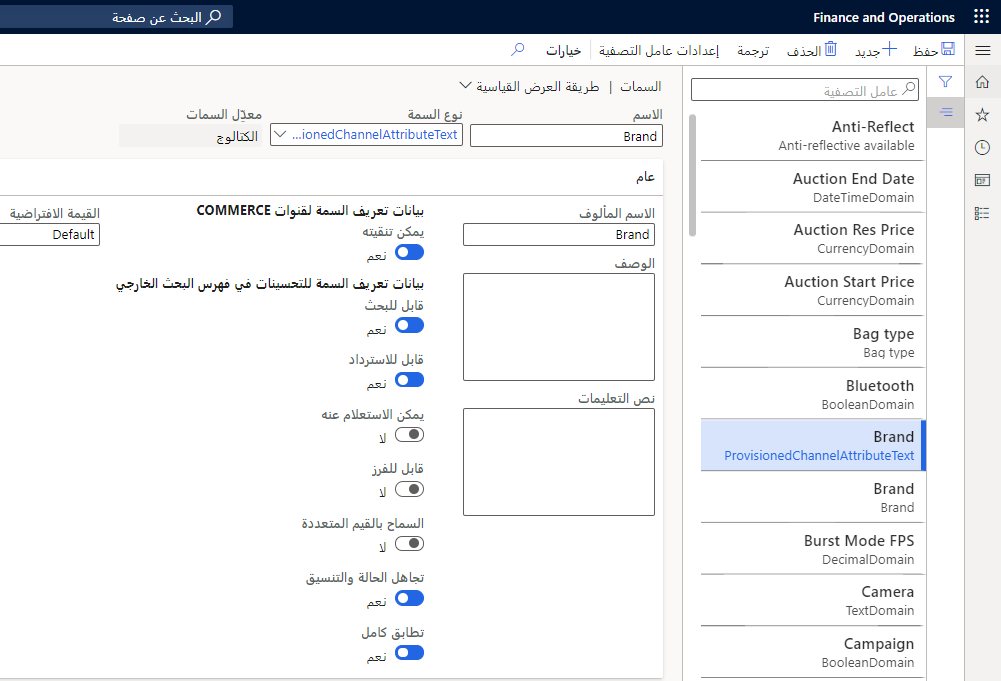 Finance and Operations
البحث عن صفحة
حفظ
جديد
الحذف
ترجمة
إعدادات عامل التصفية
خيارات
عامل التصفية
Anti-Reflect
Anti-reflective available
Auction End Date
DateTimeDomain
Auction Res Price
CurrencyDomain
Auction Start Price
CurrencyDomain
Bag type
Bag type
Bluetooth
BooleanDomain
Brand
ProvisionedChannelAttributeText
Brand
Brand
Burst Mode FPS
DecimalDomain
Camera
TextDomain
Campaign
BooleanDomain
السمات | طريقة العرض القياسية
الاسم
Brand
نوع السمة
...ionedChannelAttributeText
معدّل السمات
الكتالوج
عام
الاسم المألوف
Brand
الوصف
نص التعليمات
بيانات تعريف السمة لقنوات COMMERCE
يمكن تنقيته
نعم
بيانات تعريف السمة للتحسينات في فهرس البحث الخارجي
قابل للبحث
نعم
قابل للاسترداد
نعم
يمكن الاستعلام عنه
لا
قابل للفرز
لا
السماح بالقيم المتعددة
لا
تجاهل الحالة والتنسيق
نعم
تطابق كامل
نعم
القيمة الافتراضية
Default